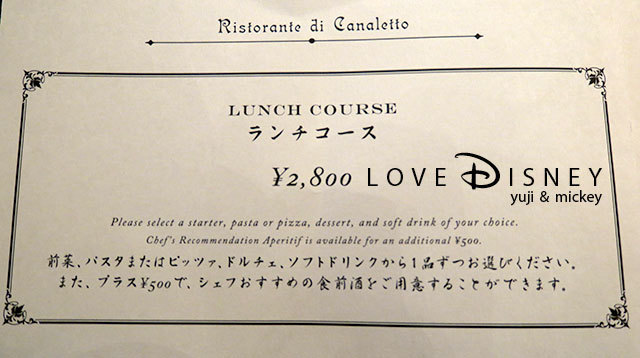 Ristorante di Canaletto
LUNCH COURSE
ランチコース
¥2,800
LOVE DISNEY
yuji & mickey
Please select a starter, pasta or pizza, dessert, and soft drink of your choice.
Chef's Recommendation Aperitif is available for an additional ¥500.
前菜、パスタまたはピッツァ、ドルチェ、ソフトドリンクから1品ずつお選びください。
また、プラス¥500で、シェフおすすめの食前酒をご用意することができます。